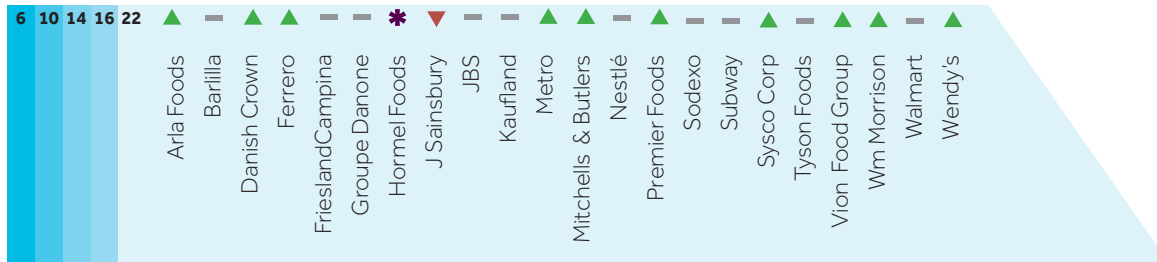 6 10 14 16 22
Arla Foods
Barlilla
Danish Crown
Ferrero
FrieslandCampina
Groupe Danone
Hormel Foods
J Sainsbury
JBS
Kaufland
Metro
Mitchells & Butlers
Nestlé
Premier Foods
Sodexo
Subway
Sysco Corp
Tyson Foods
Vion Food Group
Wm Morrison
Walmart
Wendy's